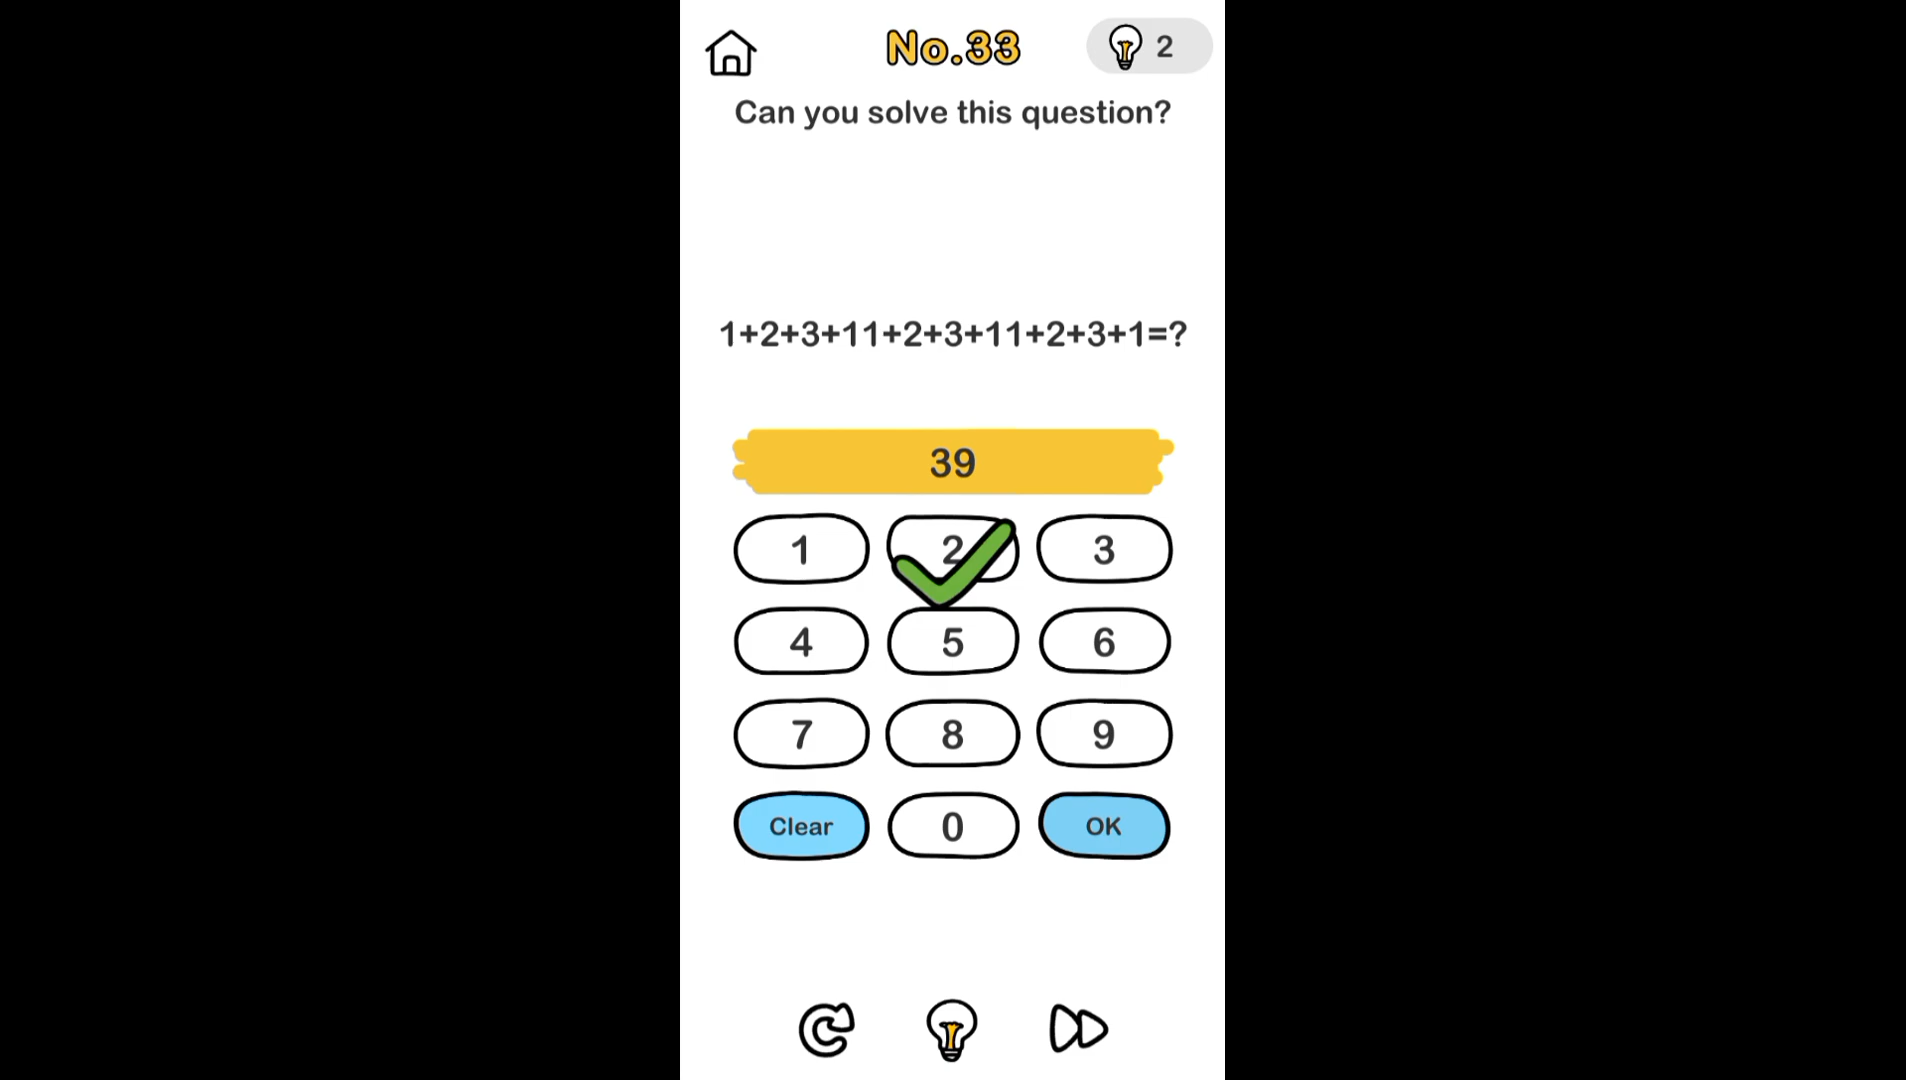 No.33
2
Can you solve this question?
1+2+3+11+2+3+11+2+3+1=?
39
1 2 3
4 5 6
7 8 9
Clear 0 OK